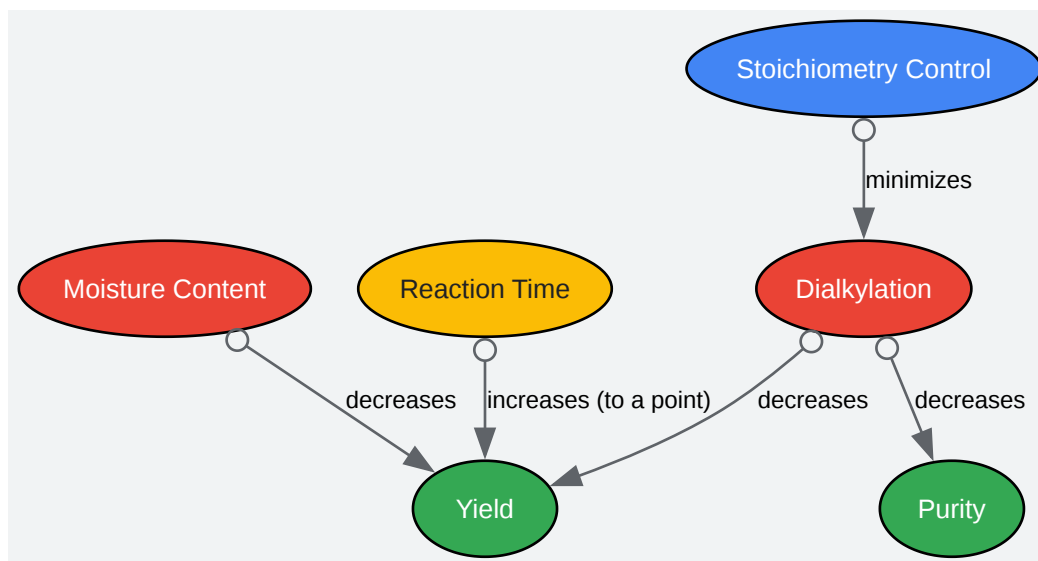 Stoichiometry Control
minimizes
Moisture Content
Reaction Time
Dialkylation
decreases
increases (to a point)
decreases
decreases
Yield
Purity